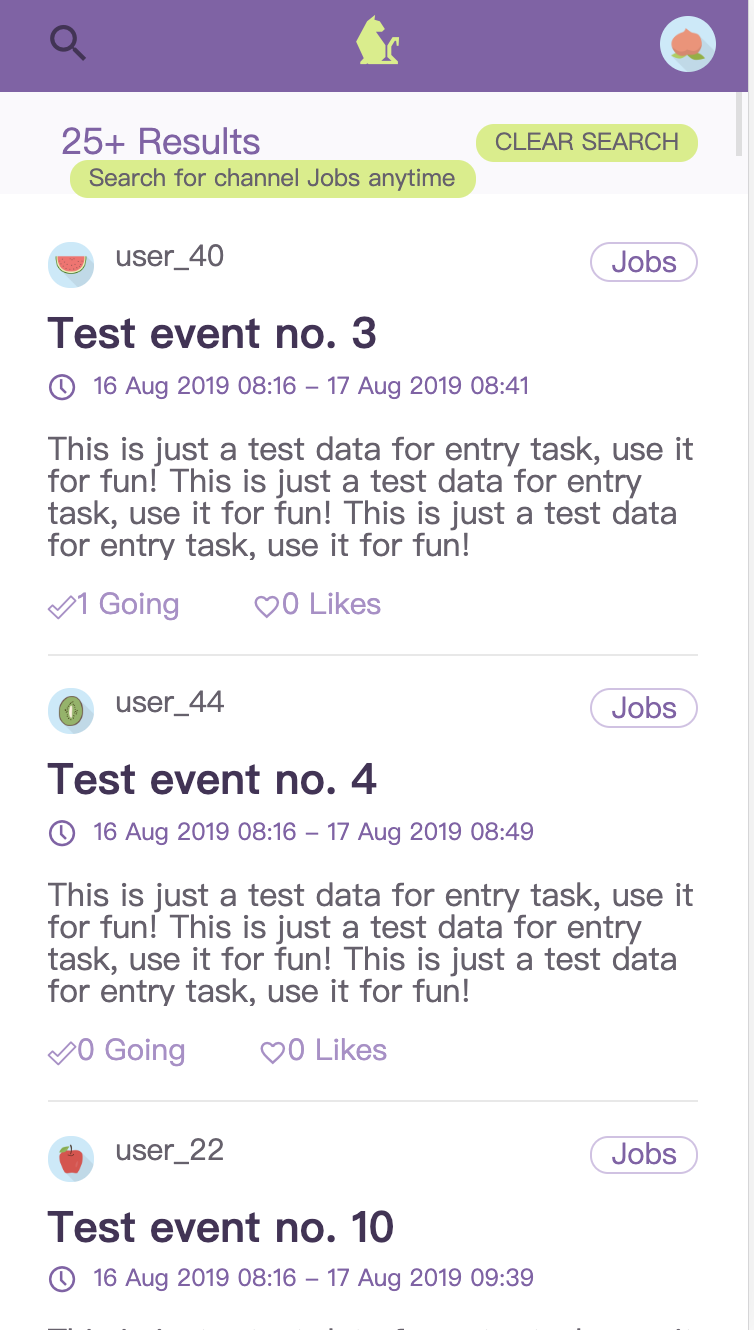 25+ Results
CLEAR SEARCH
Search for channel Jobs anytime
user_40
Jobs
Test event no. 3
16 Aug 2019 08:16 – 17 Aug 2019 08:41
This is just a test data for entry task, use it
for fun! This is just a test data for entry
task, use it for fun! This is just a test data
for entry task, use it for fun!
1 Going
0 Likes
user_44
Jobs
Test event no. 4
16 Aug 2019 08:16 – 17 Aug 2019 08:49
This is just a test data for entry task, use it
for fun! This is just a test data for entry
task, use it for fun! This is just a test data
for entry task, use it for fun!
0 Going
0 Likes
user_22
Jobs
Test event no. 10
16 Aug 2019 08:16 – 17 Aug 2019 09:39